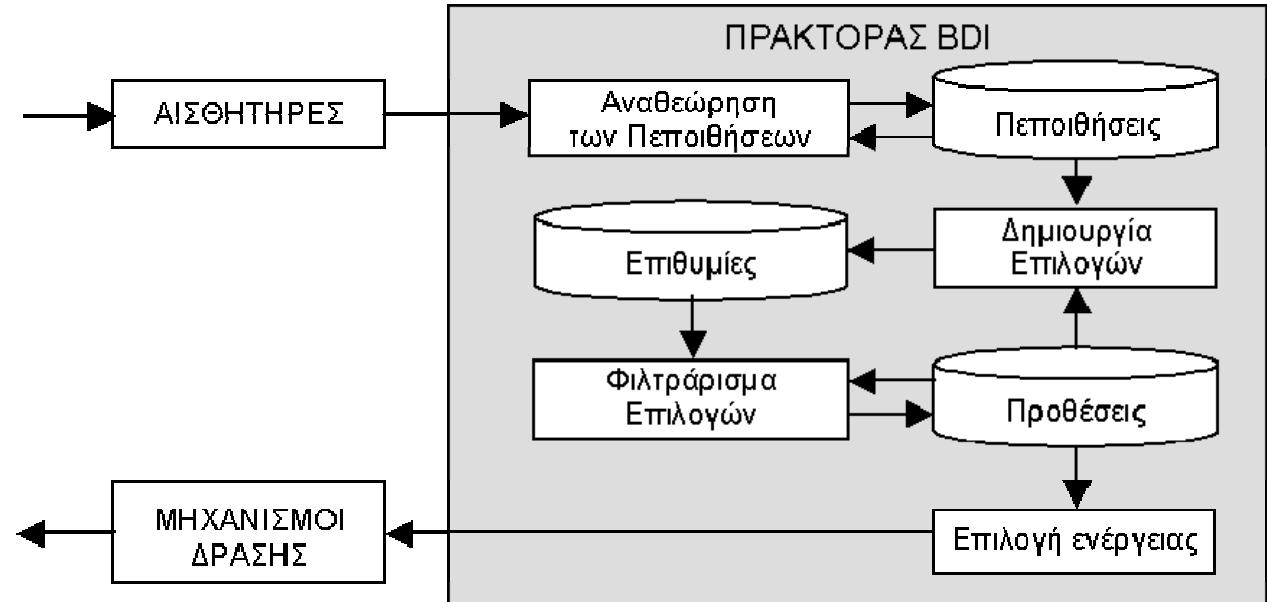 ΠΡΑΚΤΟΡΑΣ BDI
ΑΙΣΘΗΤΗΡΕΣ
Αναθεώρηση
των Πεποιθήσεων
Πεποιθήσεις
Δημιουργία
Επιλογών
Επιθυμίες
Φιλτράρισμα
Επιλογών
Προθέσεις
ΜΗΧΑΝΙΣΜΟΙ
ΔΡΑΣΗΣ
Επιλογή ενέργειας